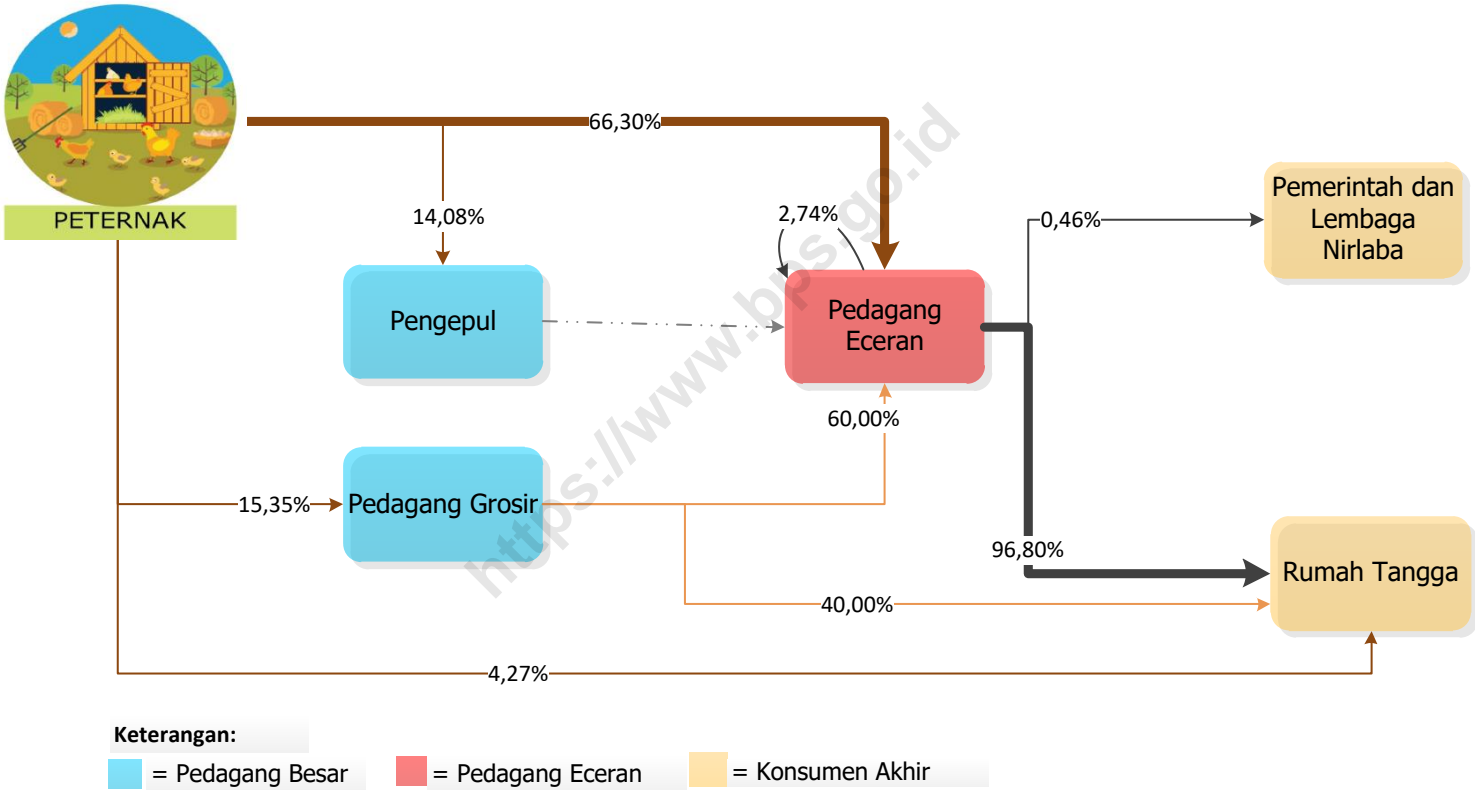 66,30%
PETERNAK
14,08%
2,74%
0,46%
Pemerintah dan
Lembaga
Nirlaba
Pengepul
Pedagang
Eceran
60,00%
15,35%
Pedagang Grosir
96,80%
Rumah Tangga
40,00%
4,27%
https://www.bps.go.id
Keterangan:
= Pedagang Besar
= Pedagang Eceran
= Konsumen Akhir